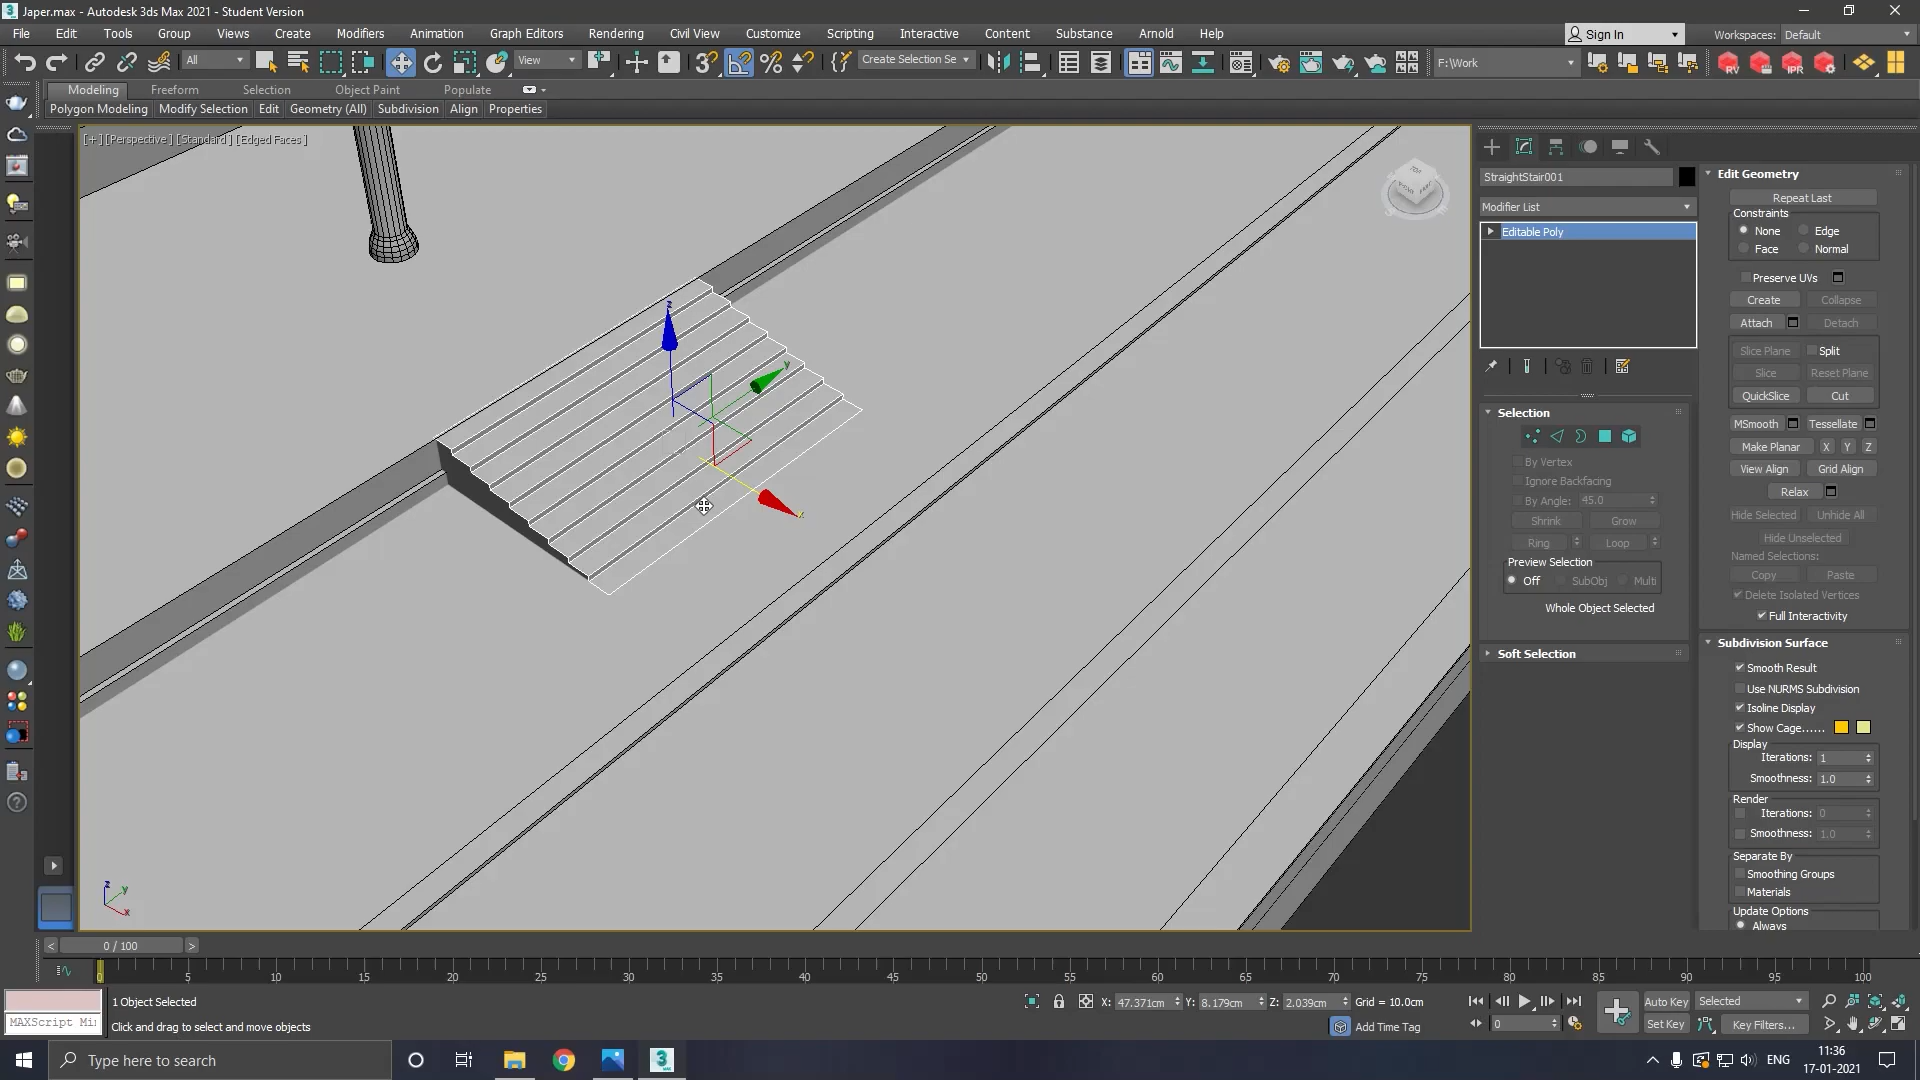 Japer.max - Autodesk 3ds Max 2021 - Student Version
File Edit Tools Group Views Create Modifiers Animation Graph Editors Rendering Civil View Customize Scripting Interactive Content Substance Arnold Help
Sign In Workspaces: Default
All View Create Selection Se F:\Work
Modeling Freeform Selection Object Paint Populate
Polygon Modeling Modify Selection Edit Geometry (All) Subdivision Align Properties
[+] [Perspective] [Standard] [Edged Faces]
StraightStair001
Modifier List
Editable Poly
Selection
By Vertex
Ignore Backfacing
By Angle: 45.0
Shrink Grow
Ring Loop
Preview Selection
Off SubObj Multi
Whole Object Selected
Soft Selection
Edit Geometry
Repeat Last
Constraints
None Edge
Face Normal
Preserve UVs
Create Collapse
Attach Detach
Slice Plane Split
Slice Reset Plane
QuickSlice Cut
MSmooth Tessellate
Make Planar X Y Z
View Align Grid Align
Relax
Hide Selected Unhide All
Hide Unselected
Named Selections:
Copy Paste
Delete Isolated Vertices
Full Interactivity
Subdivision Surface
Smooth Result
Use NURMS Subdivision
Isoline Display
Show Cage......
Display
Iterations: 1
Smoothness: 1.0
Render
Iterations: 0
Smoothness: 1.0
Separate By
Smoothing Groups
Materials
Update Options
Always
z
y
x
z
y
x
< 0 / 100 >
0 5 10 15 20 25 30 35 40 45 50 55 60 65 70 75 80 85 90 95 100
1 Object Selected X: 47.371cm Y: 8.179cm Z: 2.039cm Grid = 10.0cm Auto Key Selected
MAXScript Mi Click and drag to select and move objects Add Time Tag 0 Set Key Key Filters...
Type here to search
ENG
11:36
17-01-2021